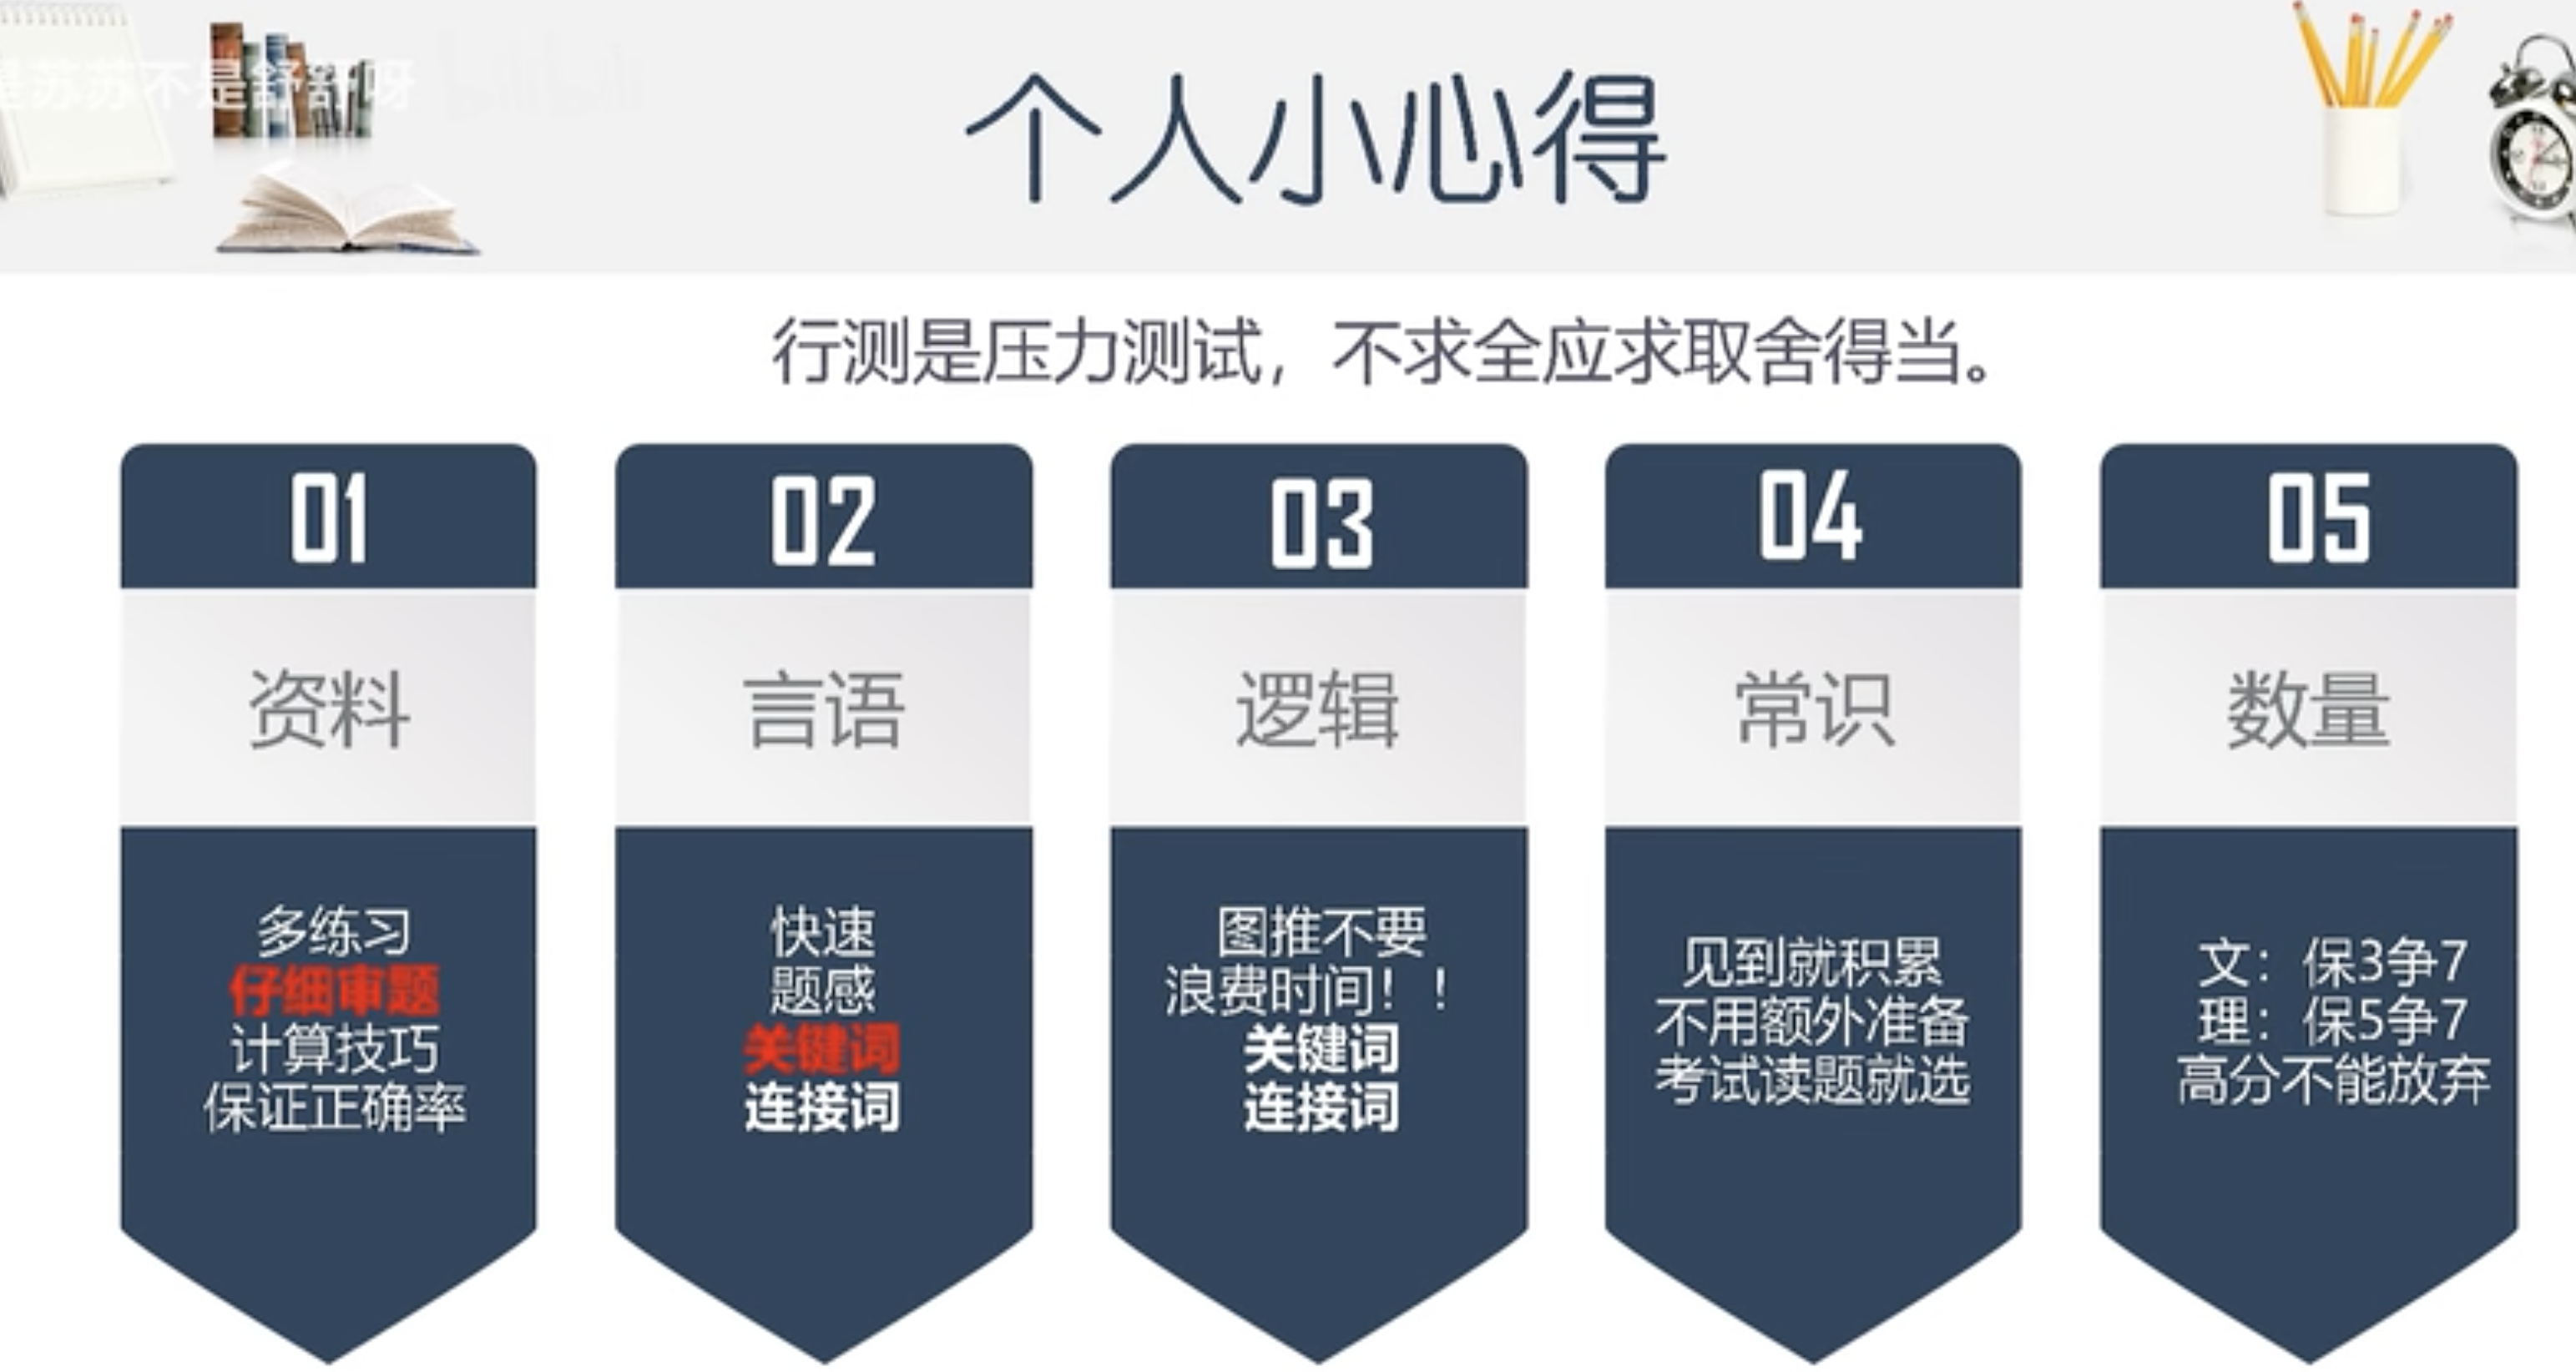 是苏苏不是舒舒呀
个人小心得
行测是压力测试，不求全应求取舍得当。
01
资料
多练习
仔细审题
计算技巧
保证正确率
02
言语
快速
题感
关键词
连接词
03
逻辑
图推不要
浪费时间！！
关键词
连接词
04
常识
见到就积累
不用额外准备
考试读题就选
05
数量
文：保3争7
理：保5争7
高分不能放弃